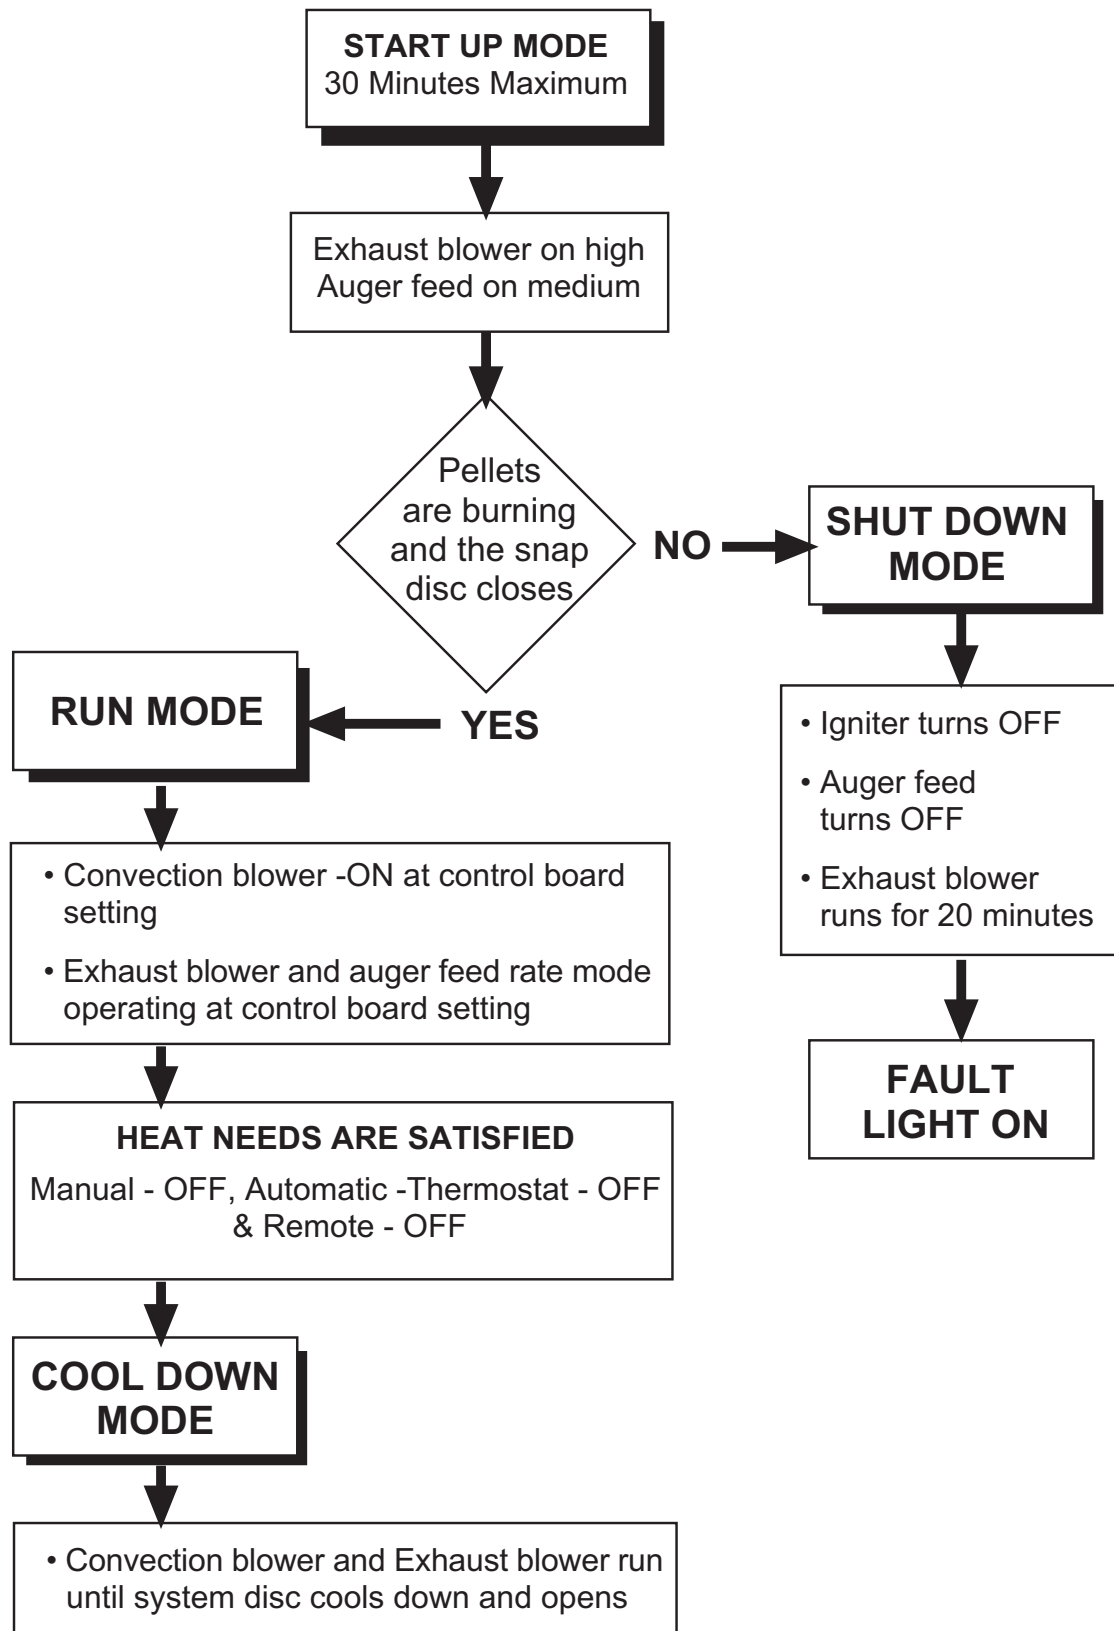 START UP MODE
30 Minutes Maximum
Exhaust blower on high
Auger feed on medium
Pellets
are burning
and the snap
disc closes
NO
SHUT DOWN
MODE
• Igniter turns OFF
• Auger feed
turns OFF
• Exhaust blower
runs for 20 minutes
FAULT
LIGHT ON
YES
RUN MODE
• Convection blower -ON at control board
setting
• Exhaust blower and auger feed rate mode
operating at control board setting
HEAT NEEDS ARE SATISFIED
Manual - OFF, Automatic -Thermostat - OFF
& Remote - OFF
COOL DOWN
MODE
• Convection blower and Exhaust blower run
until system disc cools down and opens